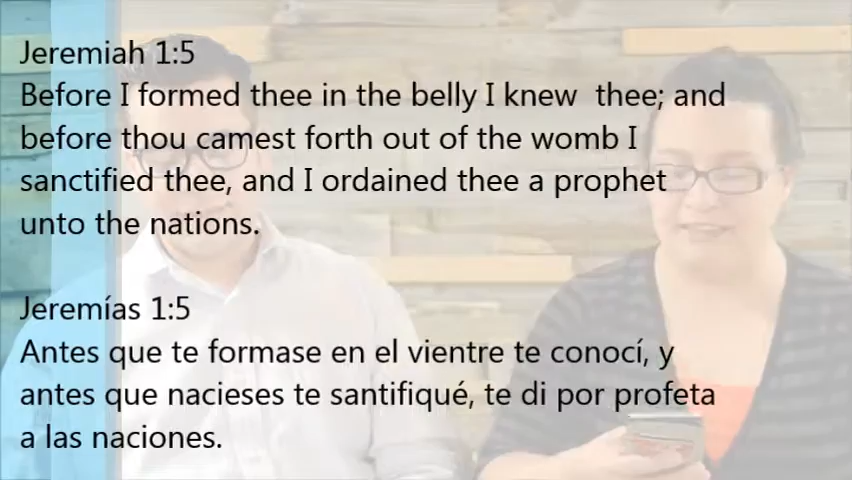 Jeremiah 1:5
Before I formed thee in the belly I knew  thee; and
before thou camest forth out of the womb I
sanctified thee, and I ordained thee a prophet
unto the nations.
Jeremías 1:5
Antes que te formase en el vientre te conocí, y
antes que nacieses te santifiqué, te di por profeta
a las naciones.